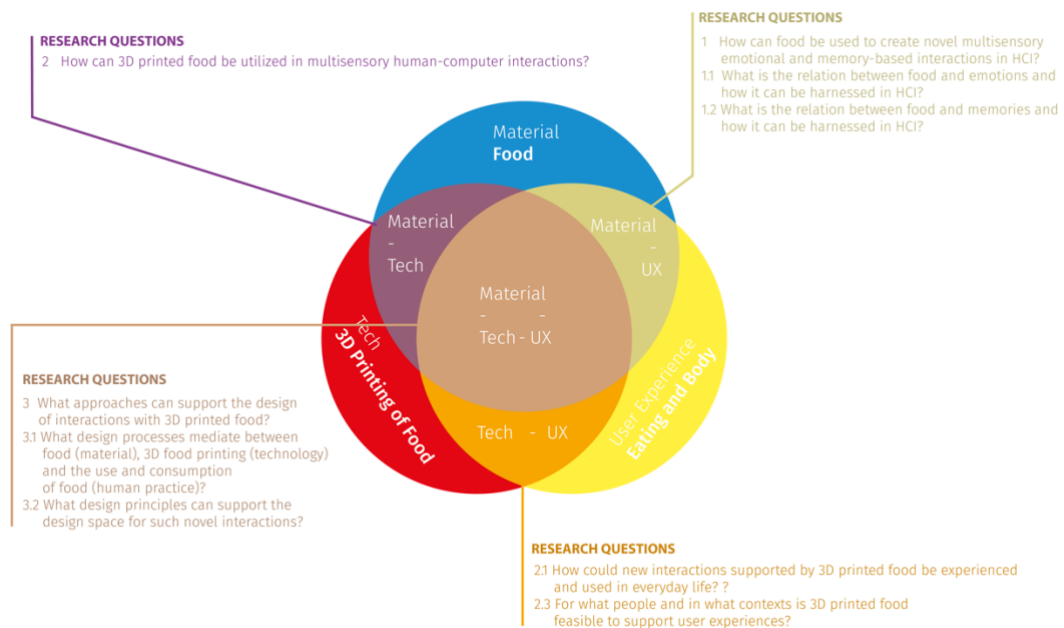 RESEARCH QUESTIONS
2 How can 3D printed food be utilized in multisensory human-computer interactions?
RESEARCH QUESTIONS
1 How can food be used to create novel multisensory
emotional and memory-based interactions in HCI?
1.1 What is the relation between food and emotions and
how it can be harnessed in HCI?
1.2 What is the relation between food and memories and
how it can be harnessed in HCI?
Material
Food
Material
-
Tech
Material
-
UX
Material
- -
Tech - UX
Tech
3D Printing of Food
User Experience
Eating and Body
Tech - UX
RESEARCH QUESTIONS
3 What approaches can support the design
of interactions with 3D printed food?
3.1 What design processes mediate between
food (material), 3D food printing (technology)
and the use and consumption
of food (human practice)?
3.2 What design principles can support the
design space for such novel interactions?
RESEARCH QUESTIONS
2.1 How could new interactions supported by 3D printed food be experienced
and used in everyday life? ?
2.3 For what people and in what contexts is 3D printed food
feasible to support user experiences?